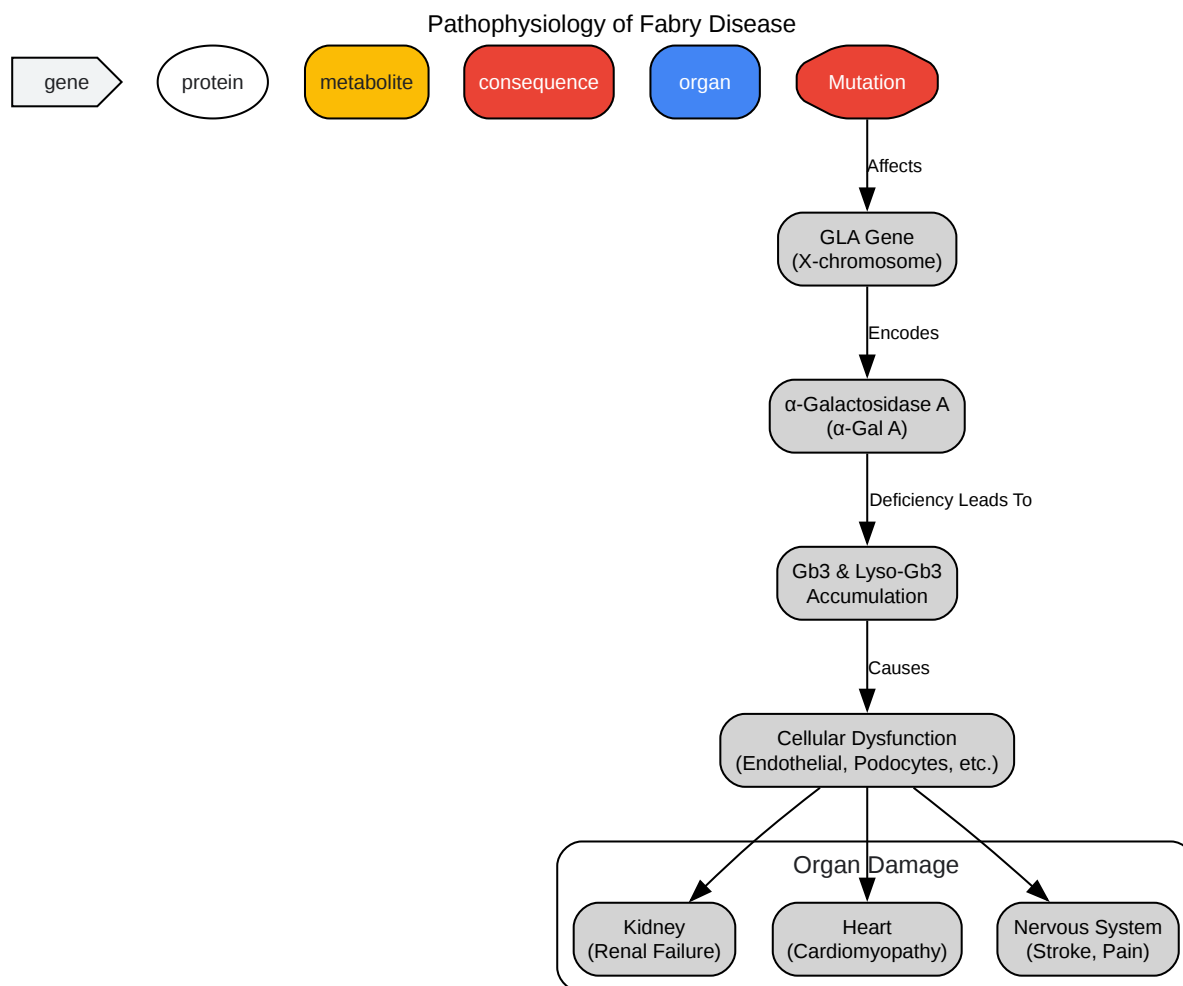 Pathophysiology of Fabry Disease
gene
protein
metabolite
consequence
organ
Mutation
Affects
GLA Gene
(X-chromosome)
Encodes
α-Galactosidase A
(α-Gal A)
Deficiency Leads To
Gb3 & Lyso-Gb3
Accumulation
Causes
Cellular Dysfunction
(Endothelial, Podocytes, etc.)
Organ Damage
Kidney
(Renal Failure)
Heart
(Cardiomyopathy)
Nervous System
(Stroke, Pain)